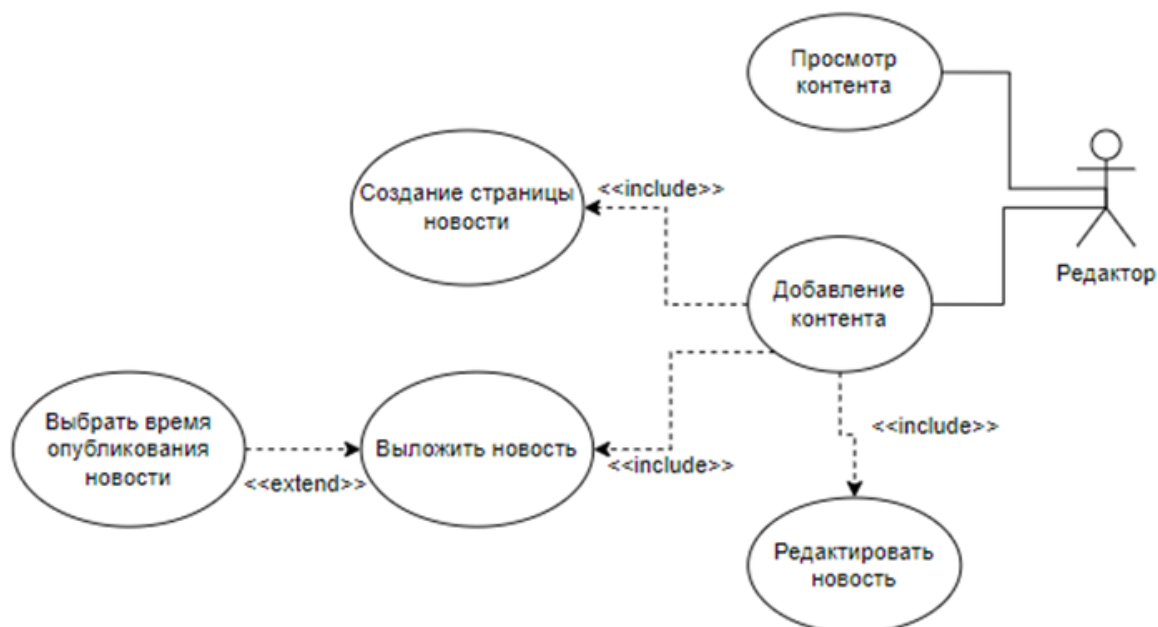 Просмотр
контента
Создание страницы
новости
<<include>>
Редактор
Добавление
контента
Выбрать время
опубликования
новости
<<extend>>
Выложить новость
<<include>>
<<include>>
Редактировать
новость